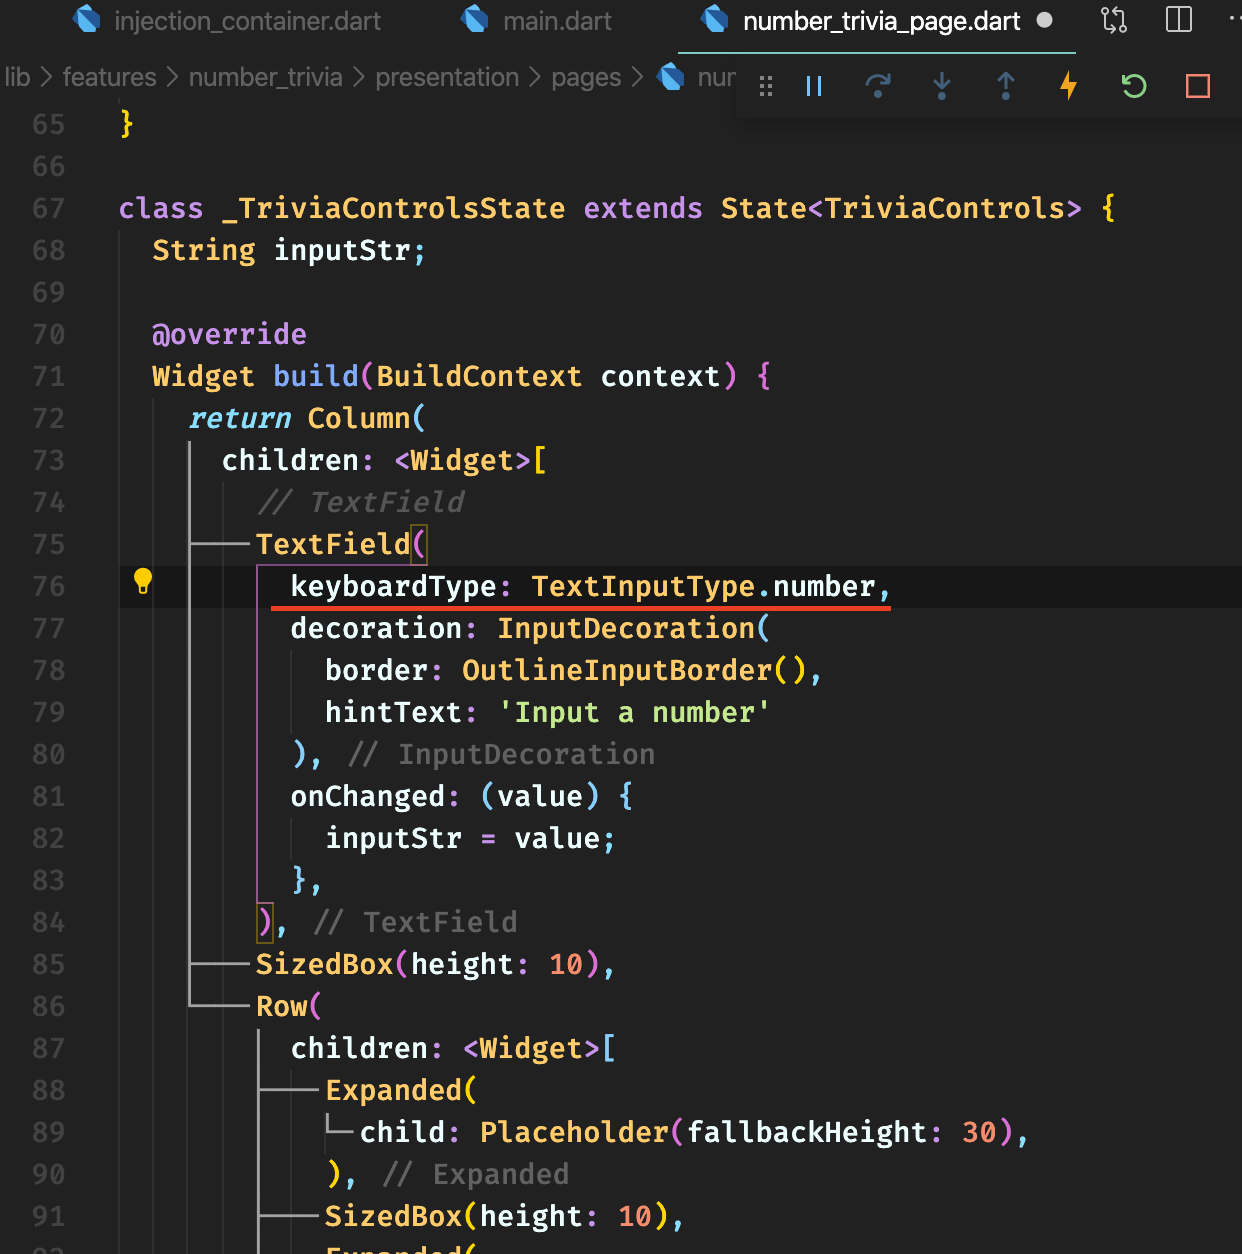 injection_container.dart main.dart number_trivia_page.dart
lib > features > number_trivia > presentation > pages > nur
65 }
66
67 class _TriviaControlsState extends State<TriviaControls> {
68 String inputStr;
69
70 @override
71 Widget build(BuildContext context) {
72 return Column(
73 children: <Widget>[
74 // TextField
75 TextField(
76 keyboardType: TextInputType.number,
77 decoration: InputDecoration(
78 border: OutlineInputBorder(),
79 hintText: 'Input a number'
80 ), // InputDecoration
81 onChanged: (value) {
82 inputStr = value;
83 },
84 ), // TextField
85 SizedBox(height: 10),
86 Row(
87 children: <Widget>[
88 Expanded(
89 child: Placeholder(fallbackHeight: 30),
90 ), // Expanded
91 SizedBox(height: 10),